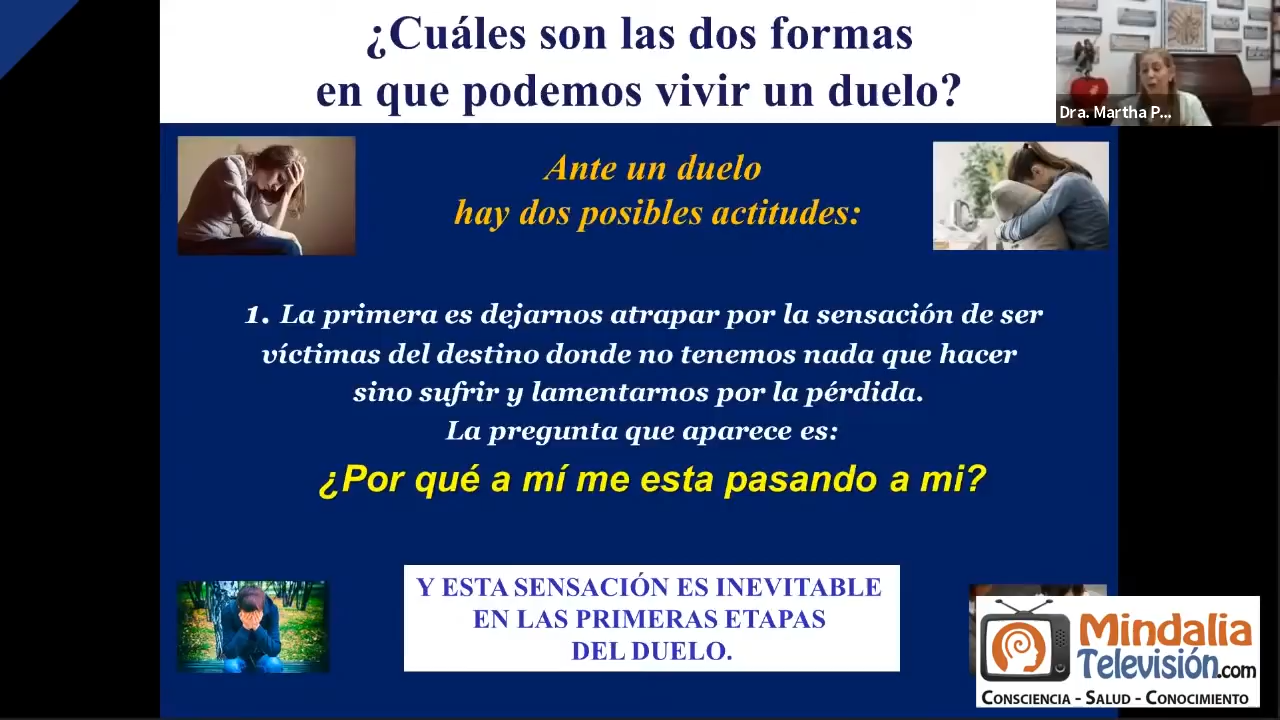 ¿Cuáles son las dos formas
en que podemos vivir un duelo?
Dra. Martha P...
Ante un duelo
hay dos posibles actitudes:
1. La primera es dejarnos atrapar por la sensación de ser
víctimas del destino donde no tenemos nada que hacer
sino sufrir y lamentarnos por la pérdida.
La pregunta que aparece es:
¿Por qué a mí me esta pasando a mi?
Y ESTA SENSACIÓN ES INEVITABLE
EN LAS PRIMERAS ETAPAS
DEL DUELO.
Mindalia
Televisión.com
CONSCIENCIA - SALUD - CONOCIMIENTO